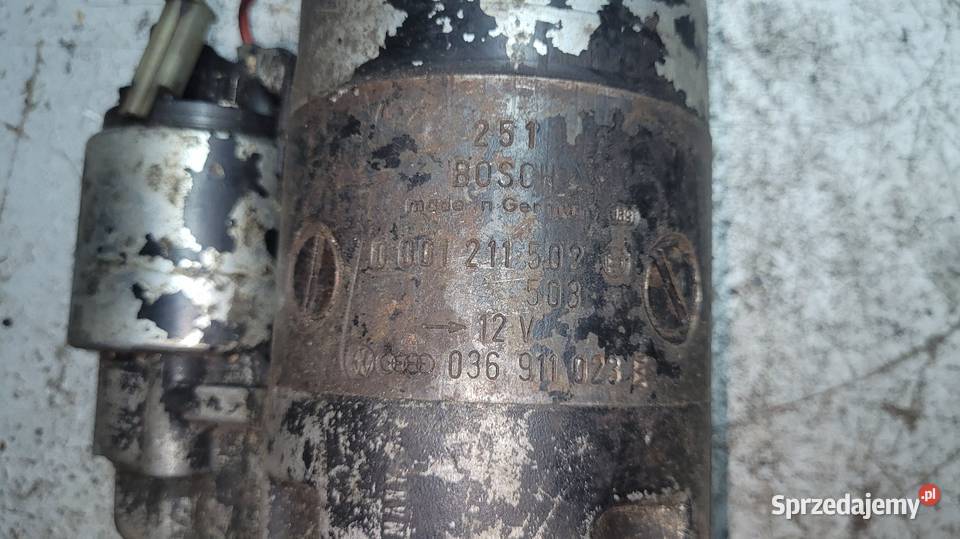 251
BOSCH
made in Germany
0 001 211 502
503
→ 12 V
036 911 023
Sprzedajemy.pl